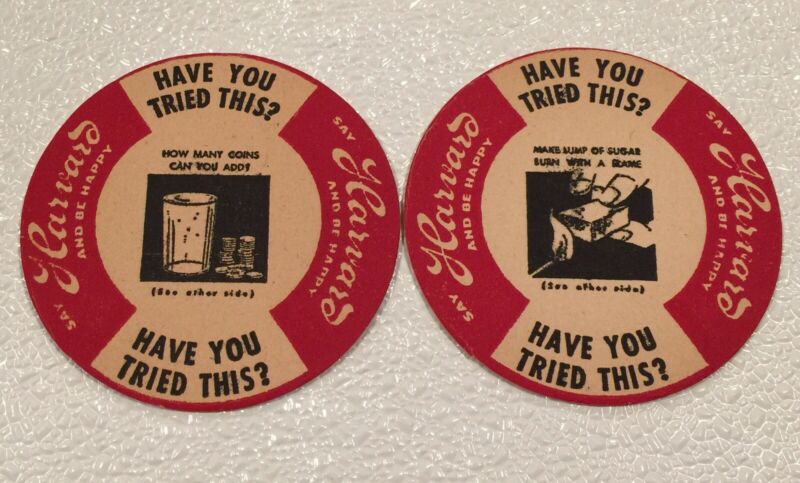 HAVE YOU
TRIED THIS?
HOW MANY COINS
CAN YOU ADD?
(See other side)
HAVE YOU
TRIED THIS?
SAY
Harvard
AND BE HAPPY
SAY
Harvard
AND BE HAPPY
HAVE YOU
TRIED THIS?
MAKE LUMP OF SUGAR
BURN WITH A FLAME
(See other side)
HAVE YOU
TRIED THIS?
SAY
Harvard
AND BE HAPPY
SAY
Harvard
AND BE HAPPY